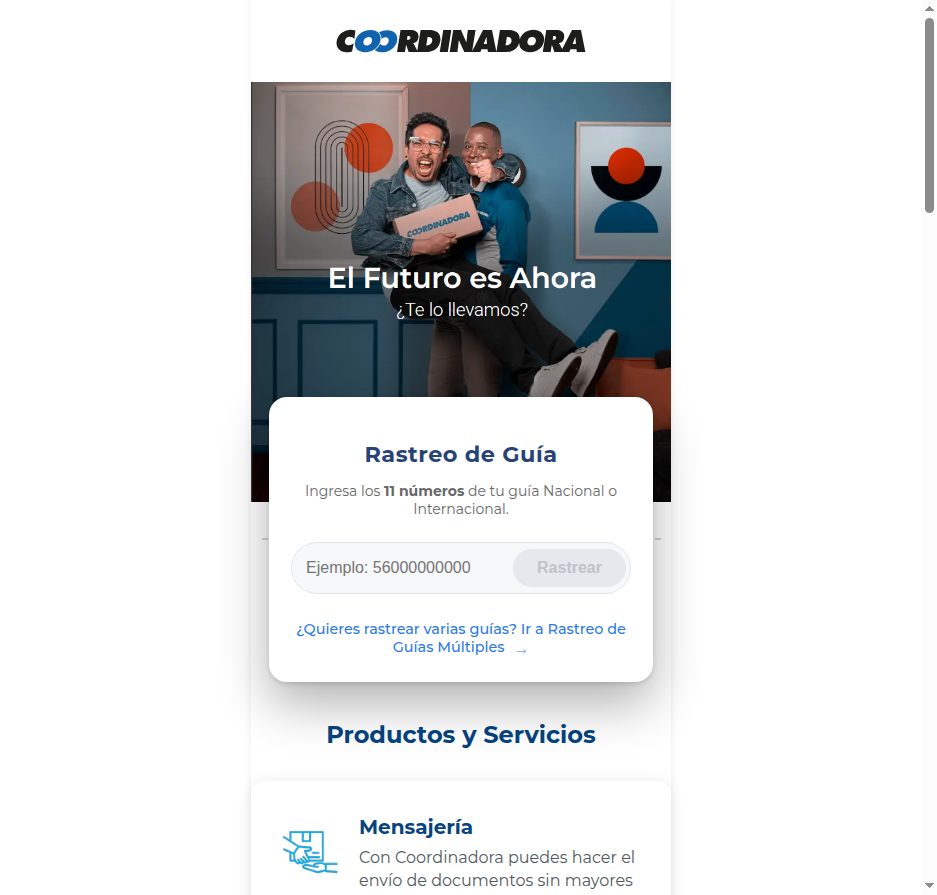 COORDINADORA
COORDINADORA
El Futuro es Ahora
¿Te lo llevamos?
Rastreo de Guía
Ingresa los 11 números de tu guía Nacional o
Internacional.
Ejemplo: 56000000000 Rastrear
¿Quieres rastrear varias guías? Ir a Rastreo de
Guías Múltiples →
Productos y Servicios
Mensajería
Con Coordinadora puedes hacer el
envío de documentos sin mayores